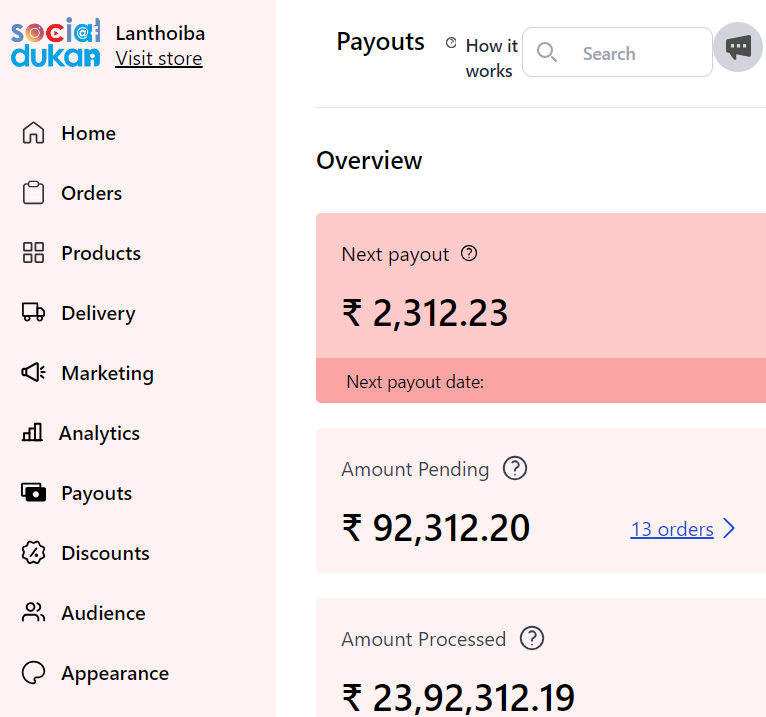 social
dukan
Lanthoiba
Visit store
Home
Orders
Products
Delivery
Marketing
Analytics
Payouts
Discounts
Audience
Appearance
Payouts
How it
works
Search
Overview
Next payout
₹ 2,312.23
Next payout date:
Amount Pending
₹ 92,312.20
13 orders
Amount Processed
₹ 23,92,312.19